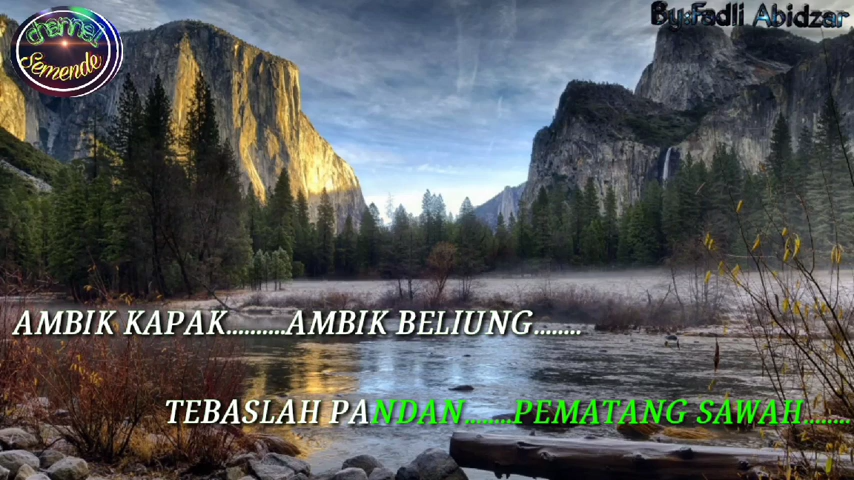 channel
Semende
By.Fadli Abidzar
AMBIK KAPAK..........AMBIK BELIUNG........
TEBASLAH PANDAN........PEMATANG SAWAH........